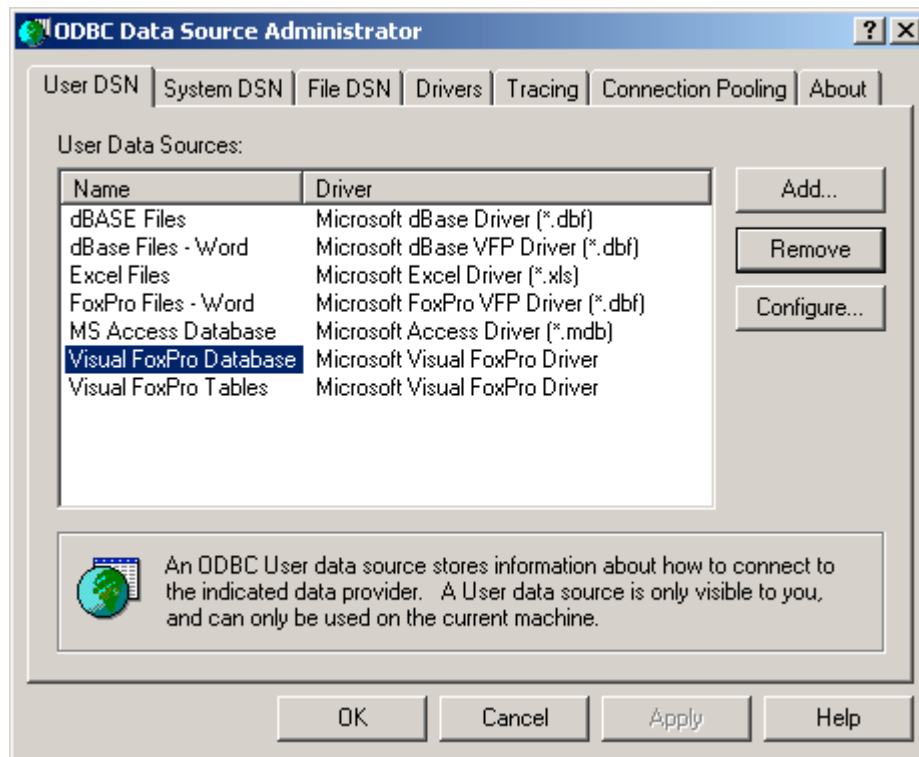 ODBC Data Source Administrator
User DSN System DSN File DSN Drivers Tracing Connection Pooling About
User Data Sources:
Name Driver
dBASE Files Microsoft dBase Driver (*.dbf)
dBase Files - Word Microsoft dBase VFP Driver (*.dbf)
Excel Files Microsoft Excel Driver (*.xls)
FoxPro Files - Word Microsoft FoxPro VFP Driver (*.dbf)
MS Access Database Microsoft Access Driver (*.mdb)
Visual FoxPro Database Microsoft Visual FoxPro Driver
Visual FoxPro Tables Microsoft Visual FoxPro Driver
Add...
Remove
Configure...
An ODBC User data source stores information about how to connect to
the indicated data provider. A User data source is only visible to you,
and can only be used on the current machine.
OK Cancel Apply Help